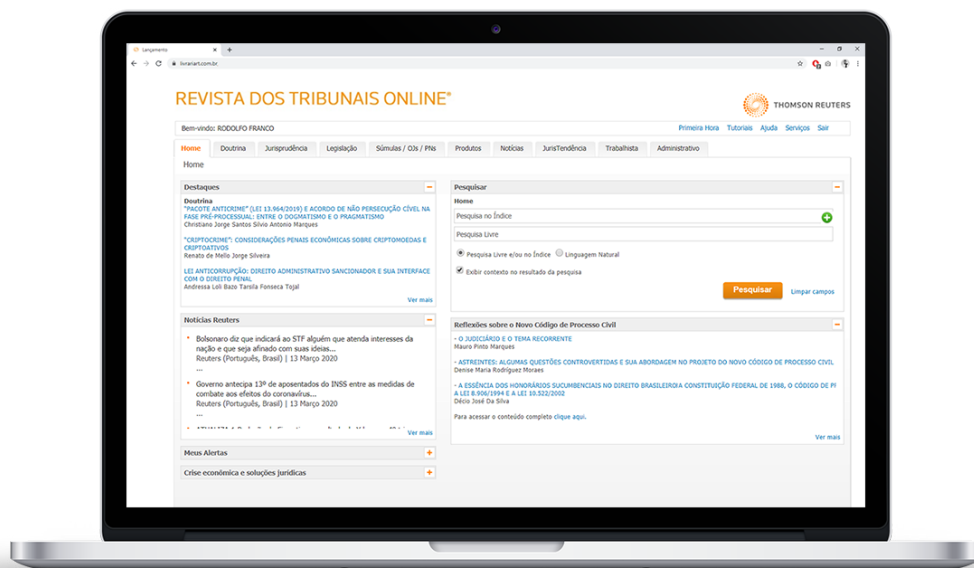 Lançamento
livrariart.com.br
REVISTA DOS TRIBUNAIS ONLINE®
THOMSON REUTERS
Bem-vindo: RODOLFO FRANCO
Primeira Hora Tutoriais Ajuda Serviços Sair
Home Doutrina Jurisprudência Legislação Súmulas / OJs / PNs Produtos Notícias JurisTendência Trabalhista Administrativo
Home
Destaques
Doutrina
"PACOTE ANTICRIME" (LEI 13.964/2019) E ACORDO DE NÃO PERSECUÇÃO CÍVEL NA
FASE PRÉ-PROCESSUAL: ENTRE O DOGMATISMO E O PRAGMATISMO
Christiano Jorge Santos Silvio Antonio Marques
"CRIPTOCRIME": CONSIDERAÇÕES PENAIS ECONÔMICAS SOBRE CRIPTOMOEDAS E
CRIPTOATIVOS
Renato de Mello Jorge Silveira
LEI ANTICORRUPÇÃO: DIREITO ADMINISTRATIVO SANCIONADOR E SUA INTERFACE
COM O DIREITO PENAL
Andressa Loli Bazo Tarsila Fonseca Tojal
Ver mais
Notícias Reuters
Bolsonaro diz que indicará ao STF alguém que atenda interesses da
nação e que seja afinado com suas ideias...
Reuters (Português, Brasil) | 13 Março 2020
...
Governo antecipa 13º de aposentados do INSS entre as medidas de
combate aos efeitos do coronavírus...
Reuters (Português, Brasil) | 13 Março 2020
...
Ver mais
Meus Alertas
Crise econômica e soluções jurídicas
Pesquisar
Home
Pesquisa no Índice
Pesquisa Livre
Pesquisa Livre e/ou no Índice Linguagem Natural
Exibir contexto no resultado da pesquisa
Pesquisar Limpar campos
Reflexões sobre o Novo Código de Processo Civil
- O JUDICIÁRIO E O TEMA RECORRENTE
Mauro Pinto Marques
- ASTREINTES: ALGUMAS QUESTÕES CONTROVERTIDAS E SUA ABORDAGEM NO PROJETO DO NOVO CÓDIGO DE PROCESSO CIVIL
Denise Maria Rodríguez Moraes
- A ESSÊNCIA DOS HONORÁRIOS SUCUMBENCIAIS NO DIREITO BRASILEIROIA CONSTITUIÇÃO FEDERAL DE 1988, O CÓDIGO DE
A LEI 8.906/1994 E A LEI 10.522/2002
Décio José Da Silva
Para acessar o conteúdo completo clique aqui.
Ver mais